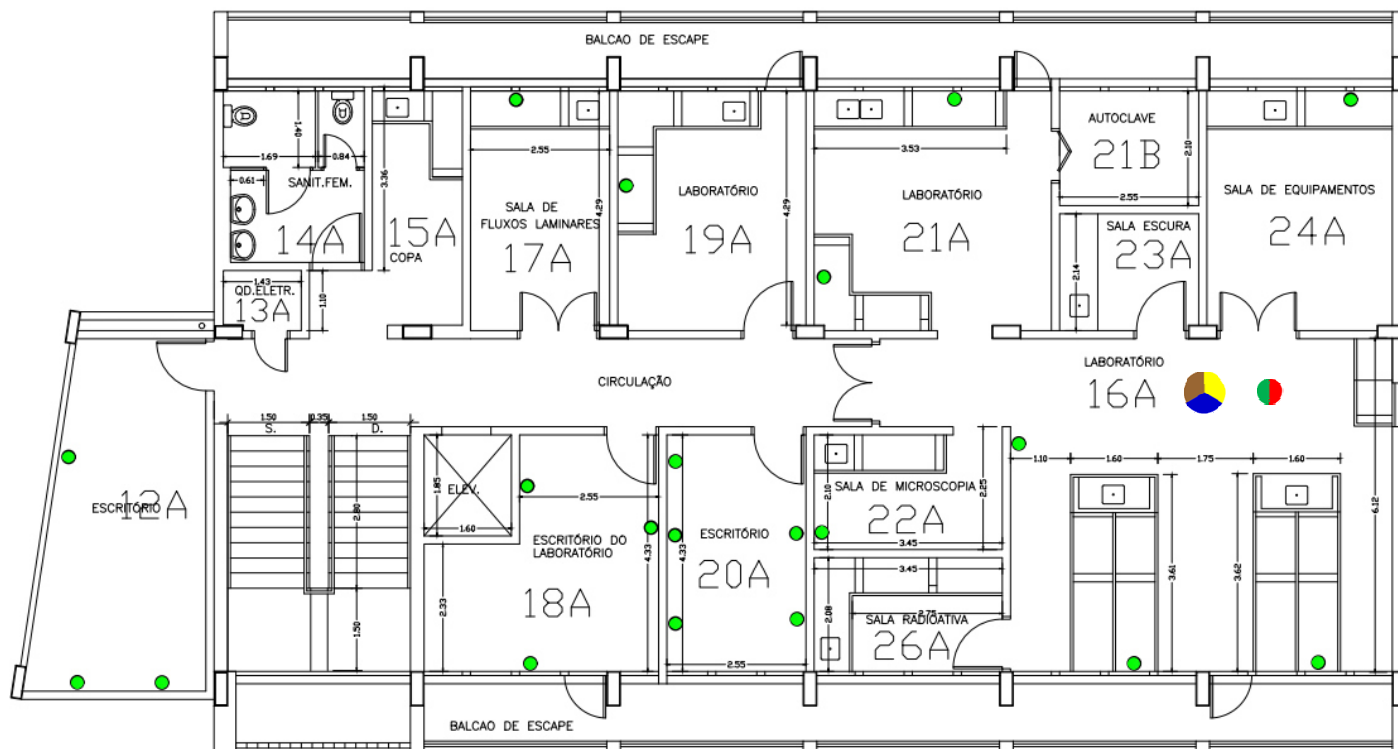 BALCAO DE ESCAPE
1.40
1.69
0.84
0.61
SANIT.FEM.
14A
3.36
15A
COPA
1.43
QD.ELETR.
13A
1.10
2.55
SALA DE
FLUXOS LAMINARES
17A
4.29
LABORATÓRIO
19A
4.29
3.53
LABORATÓRIO
21A
AUTOCLAVE
21B
2.10
2.55
SALA ESCURA
23A
2.14
SALA DE EQUIPAMENTOS
24A
CIRCULAÇÃO
LABORATÓRIO
16A
ESCRITÓRIO
12A
1.50
0.35
1.50
S.
D.
2.80
1.50
ELEV.
1.85
1.60
2.55
ESCRITÓRIO DO
LABORATÓRIO
18A
2.33
4.33
4.33
ESCRITÓRIO
20A
2.55
2.10
SALA DE MICROSCOPIA
22A
2.25
3.45
3.45
2.08
2.75
SALA RADIOATIVA
26A
1.10
1.60
1.75
1.60
3.61
3.62
6.12
BALCAO DE ESCAPE